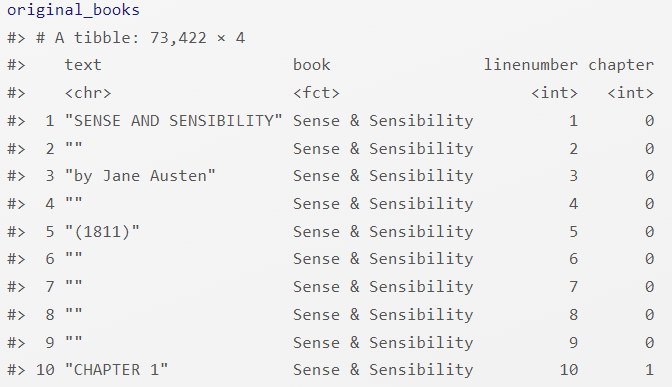 original_books
#> # A tibble: 73,422 × 4
#>    text                    book                linenumber chapter
#>    <chr>                   <fct>                    <int>   <int>
#>  1 "SENSE AND SENSIBILITY" Sense & Sensibility          1       0
#>  2 ""                      Sense & Sensibility          2       0
#>  3 "by Jane Austen"        Sense & Sensibility          3       0
#>  4 ""                      Sense & Sensibility          4       0
#>  5 "(1811)"                Sense & Sensibility          5       0
#>  6 ""                      Sense & Sensibility          6       0
#>  7 ""                      Sense & Sensibility          7       0
#>  8 ""                      Sense & Sensibility          8       0
#>  9 ""                      Sense & Sensibility          9       0
#> 10 "CHAPTER 1"             Sense & Sensibility         10       1